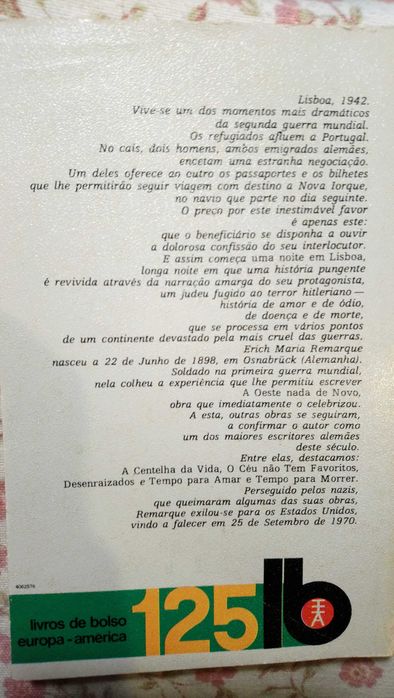 Lisboa, 1942.
Vive-se um dos momentos mais dramáticos
da segunda guerra mundial.
Os refugiados afluem a Portugal.
No cais, dois homens, ambos emigrados alemães,
encetam uma estranha negociação.
Um deles oferece ao outro os passaportes e os bilhetes
que lhe permitirão seguir viagem com destino a Nova Iorque,
no navio que parte no dia seguinte.
O preço por este inestimável favor
é apenas este:
que o beneficiário se disponha a ouvir
a dolorosa confissão do seu interlocutor.
E assim começa uma noite em Lisboa,
longa noite em que uma história pungente
é revivida através da narração amarga do seu protagonista,
um judeu fugido ao terror hitleriano —
história de amor e de ódio,
de doença e de morte,
que se processa em vários pontos
de um continente devastado pela mais cruel das guerras.
Erich Maria Remarque
nasceu a 22 de Junho de 1898, em Osnabrück (Alemanha).
Soldado na primeira guerra mundial,
nela colheu a experiência que lhe permitiu escrever
A Oeste nada de Novo,
obra que imediatamente o celebrizou.
A esta, outras obras se seguiram,
a confirmar o autor como
um dos maiores escritores alemães
deste século.
Entre elas, destacamos:
A Centelha da Vida, O Céu não Tem Favoritos,
Desenraizados e Tempo para Amar e Tempo para Morrer.
Perseguido pelos nazis,
que queimaram algumas das suas obras,
Remarque exilou-se para os Estados Unidos,
vindo a falecer em 25 de Setembro de 1970.
livros de bolso
europa-américa
125
lb